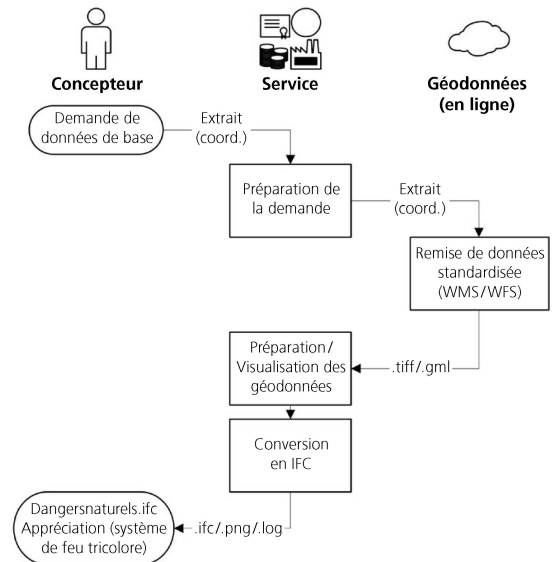 Concepteur
Service
Géodonnées
(en ligne)
Demande de
données de base
Extrait
(coord.)
Préparation de
la demande
Extrait
(coord.)
Remise de données
standardisée
(WMS/WFS)
Préparation/
Visualisation des
géodonnées
.tiff/.gml
Conversion
en IFC
Dangersnaturels.ifc
Appréciation (système
de feu tricolore)
.ifc/.png/.log